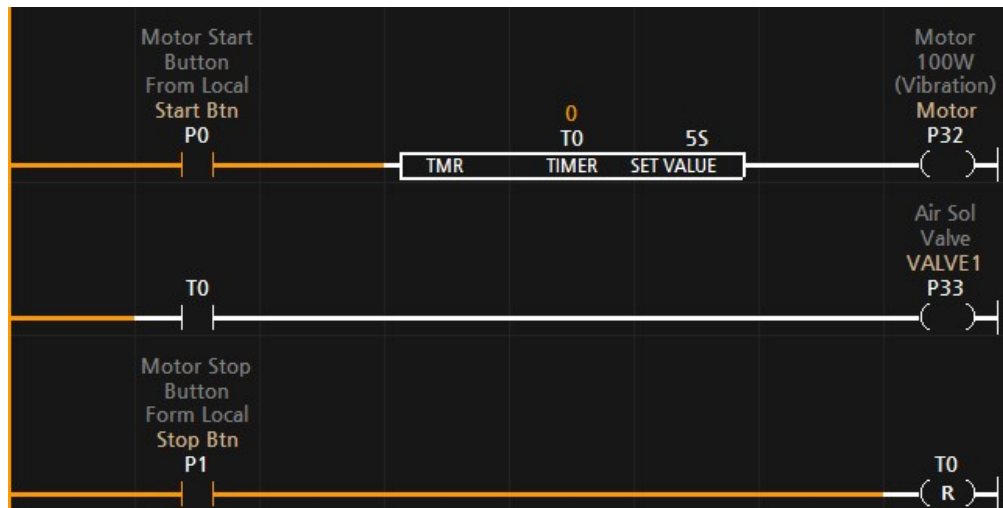 Motor Start
Button
From Local
Start Btn
P0
0
T0 5S
TMR TIMER SET VALUE
Motor
100W
(Vibration)
Motor
P32
Air Sol
Valve
VALVE1
P33
T0
Motor Stop
Button
Form Local
Stop Btn
P1
T0
R